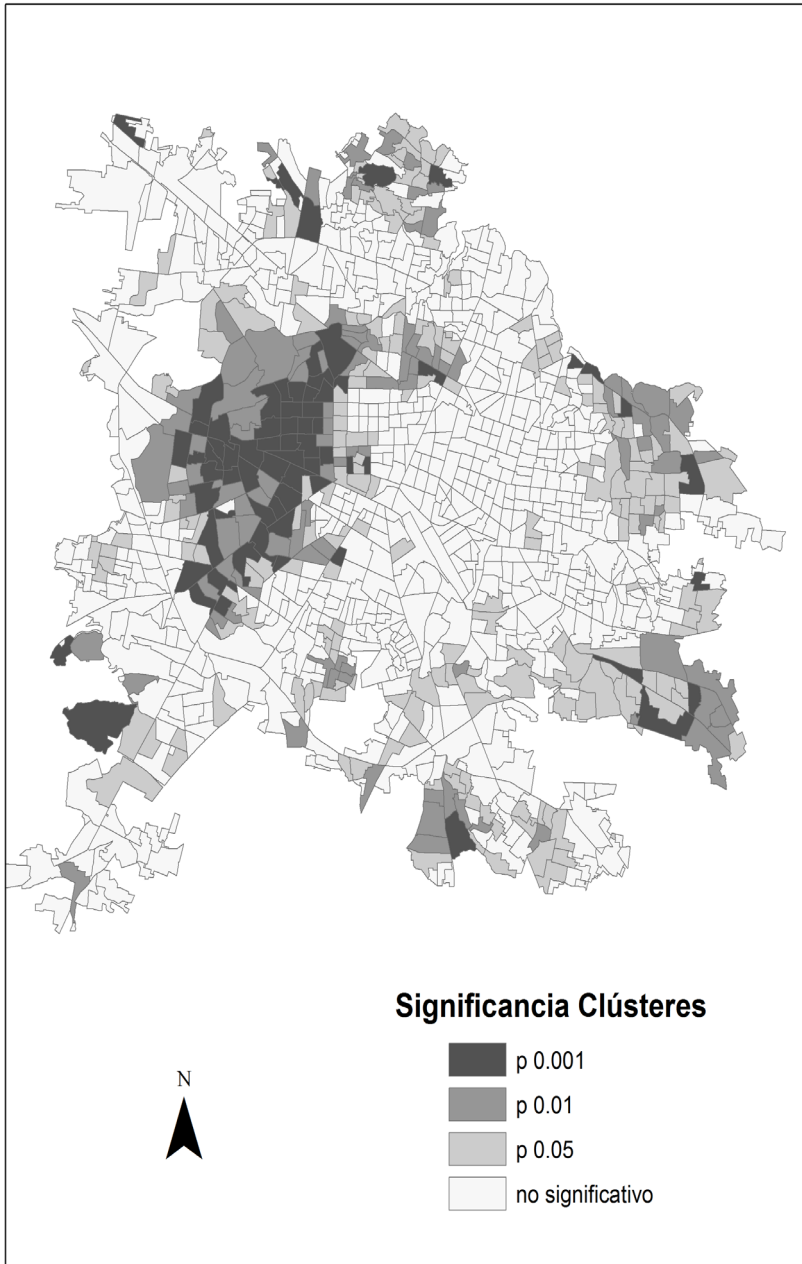 Significancia Clústeres
p 0.001
N
p 0.01
p 0.05
no significativo